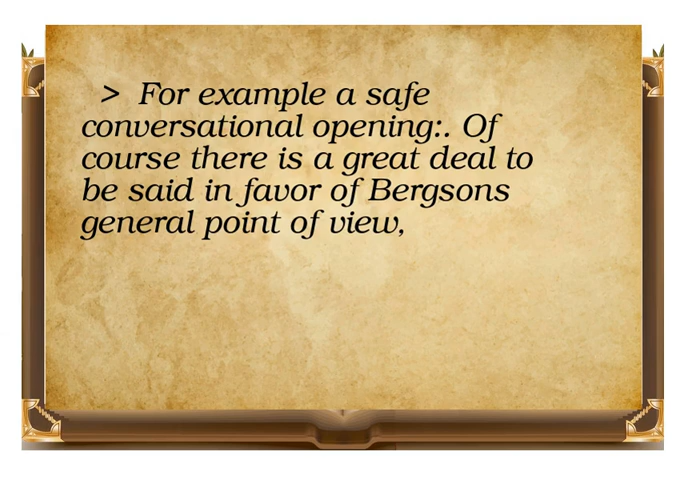 > For example a safe
conversational opening:. Of
course there is a great deal to
be said in favor of Bergsons
general point of view,